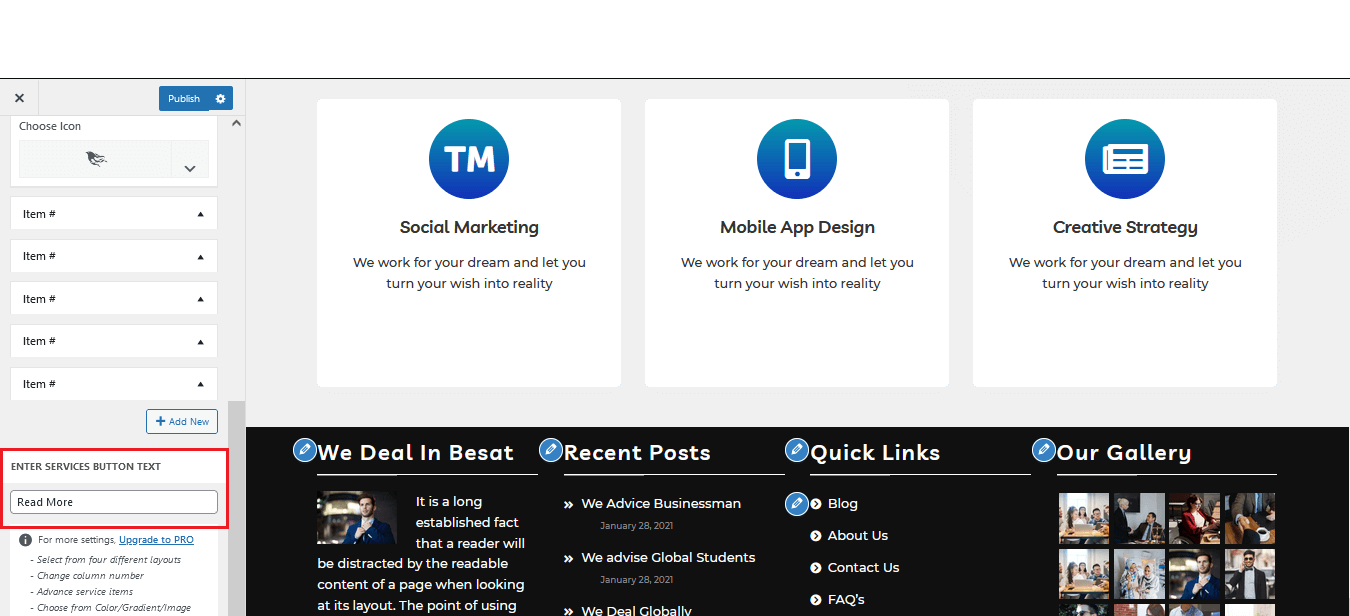 Publish
Choose Icon
Item #
Item #
Item #
Item #
Item #
Add New
ENTER SERVICES BUTTON TEXT
Read More
For more settings, Upgrade to PRO
- Select from four different layouts
- Change column number
- Advance service items
- Choose from Color/Gradient/Image
TM
Social Marketing
We work for your dream and let you
turn your wish into reality
Mobile App Design
We work for your dream and let you
turn your wish into reality
Creative Strategy
We work for your dream and let you
turn your wish into reality
We Deal In Besat
It is a long
established fact
that a reader will
be distracted by the readable
content of a page when looking
at its layout. The point of using
Recent Posts
We Advice Businessman
January 28, 2021
We advise Global Students
January 28, 2021
We Deal Globally
Quick Links
Blog
About Us
Contact Us
FAQ's
Our Gallery